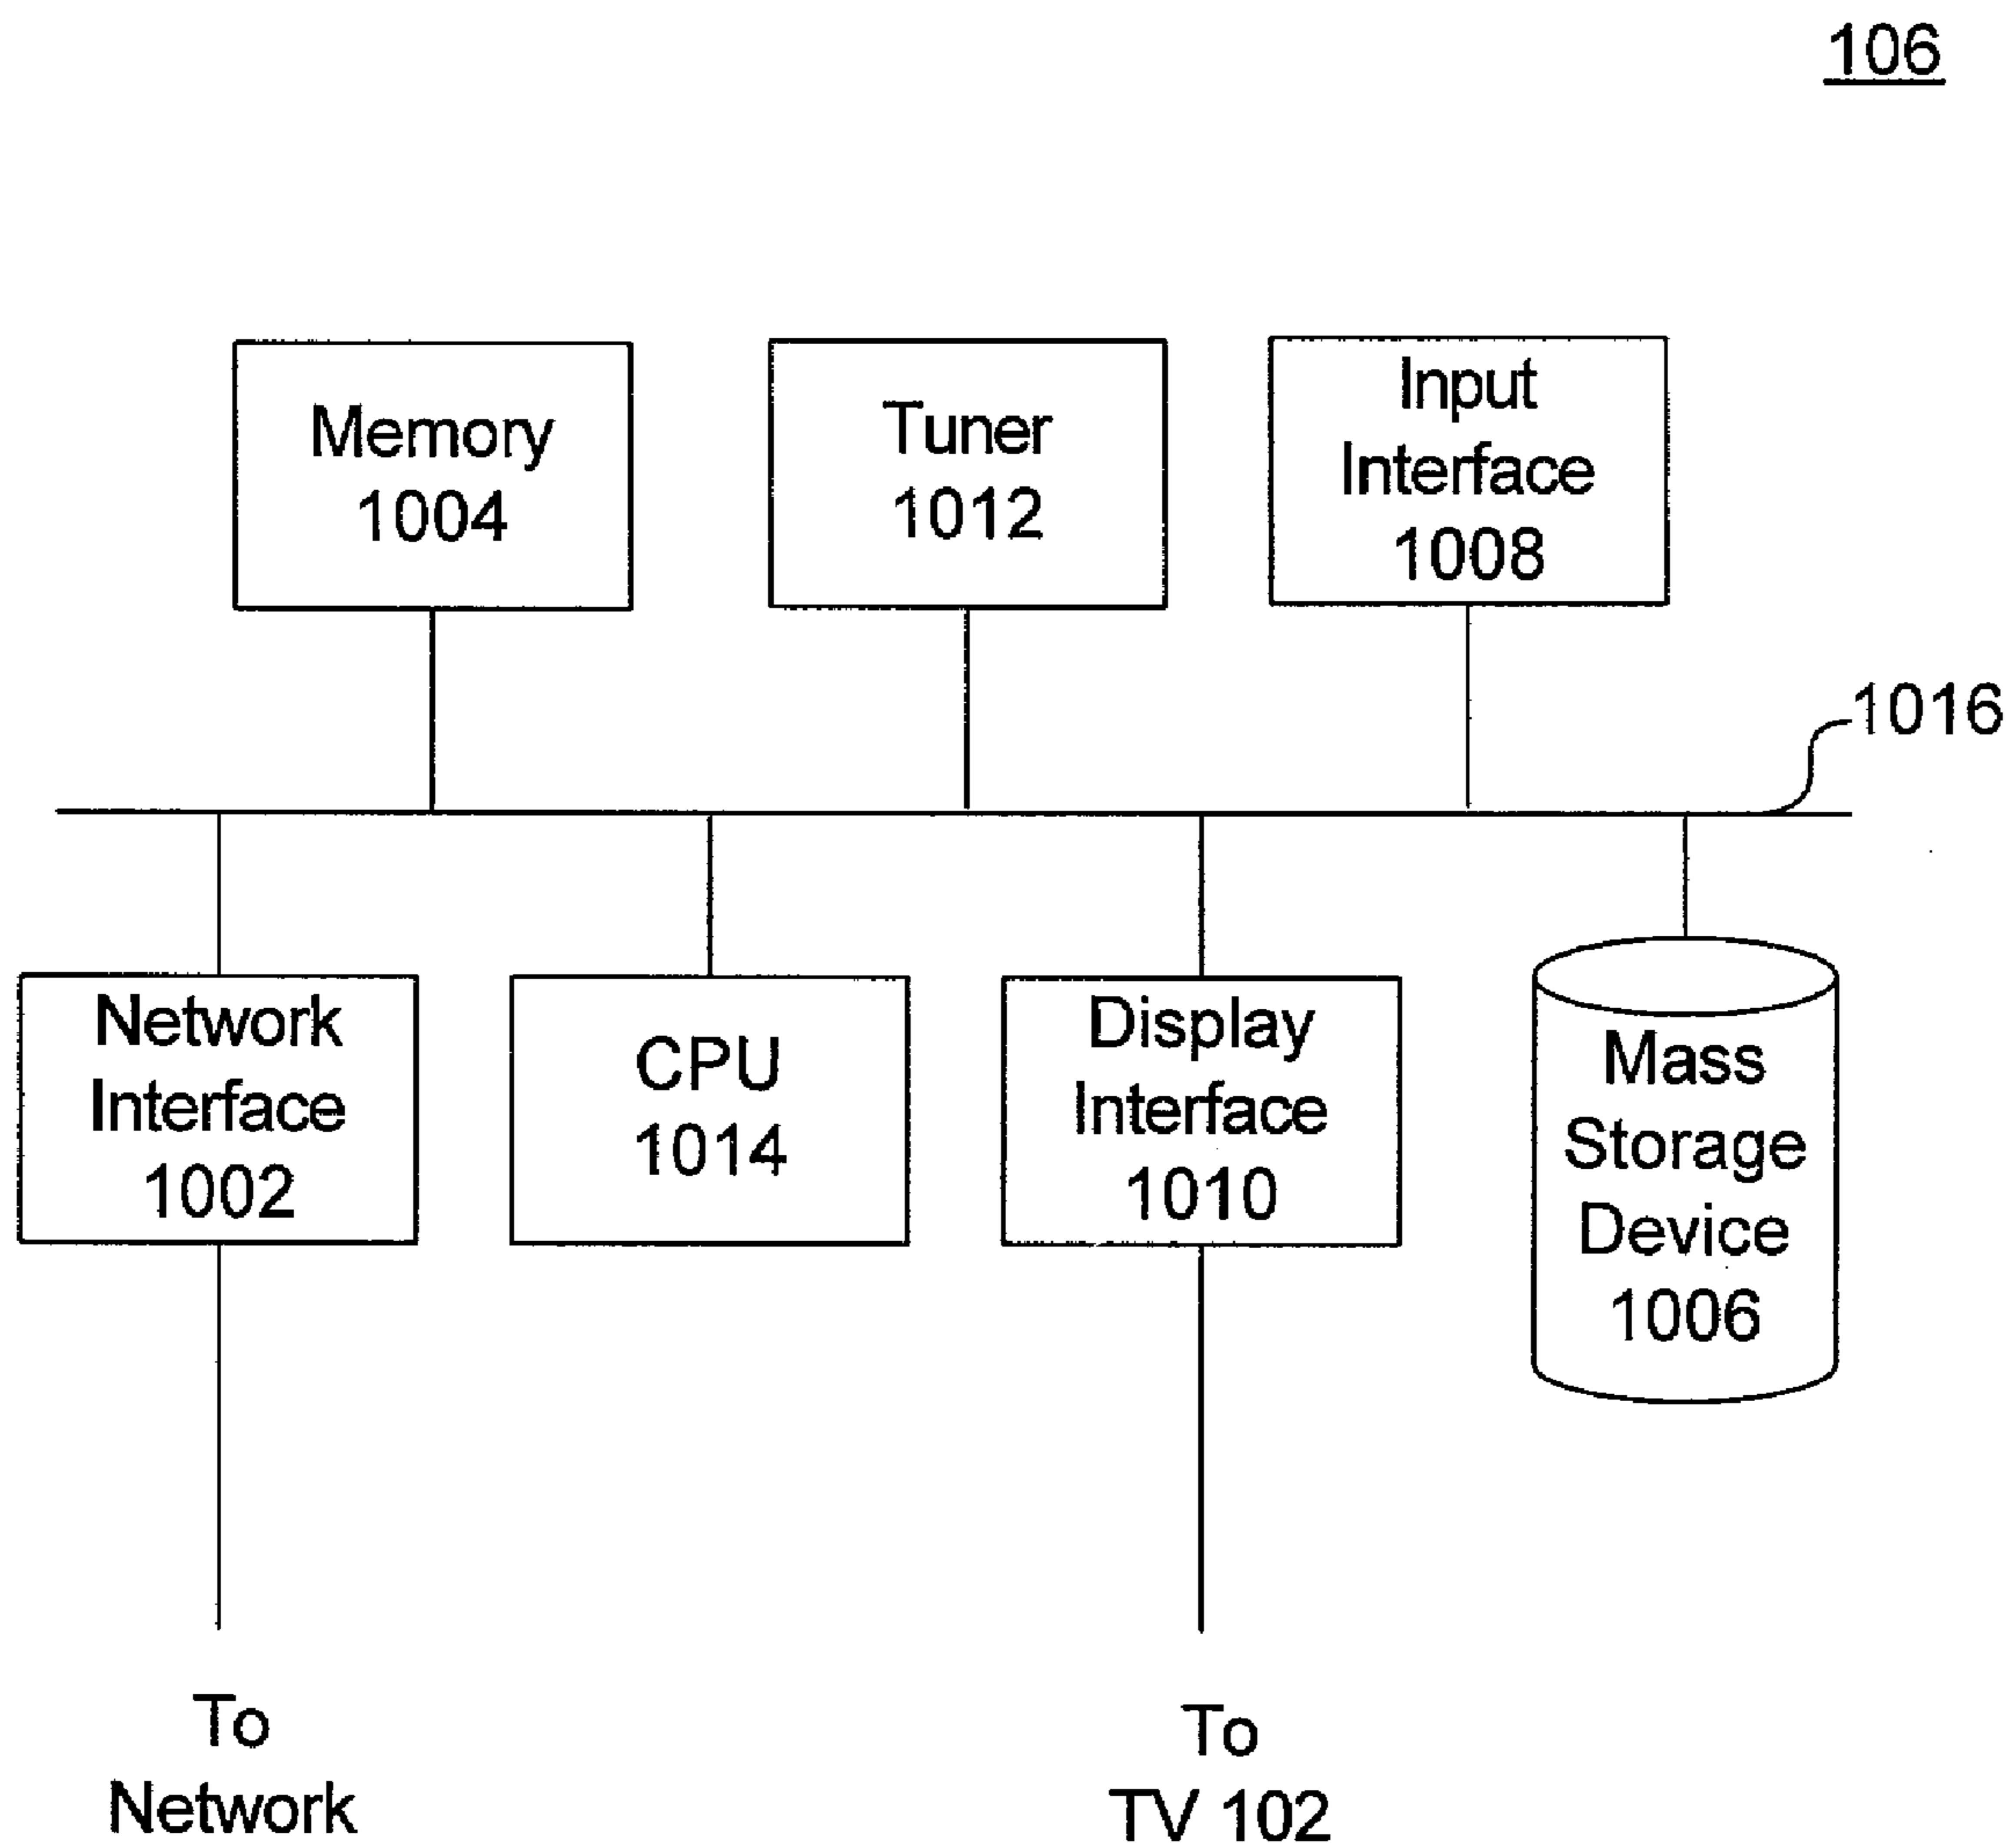 106
Memory
1004
Tuner
1012
Input
Interface
1008
1016
Network
Interface
1002
CPU
1014
Display
Interface
1010
Mass
Storage
Device
1006
To
Network
To
TV 102